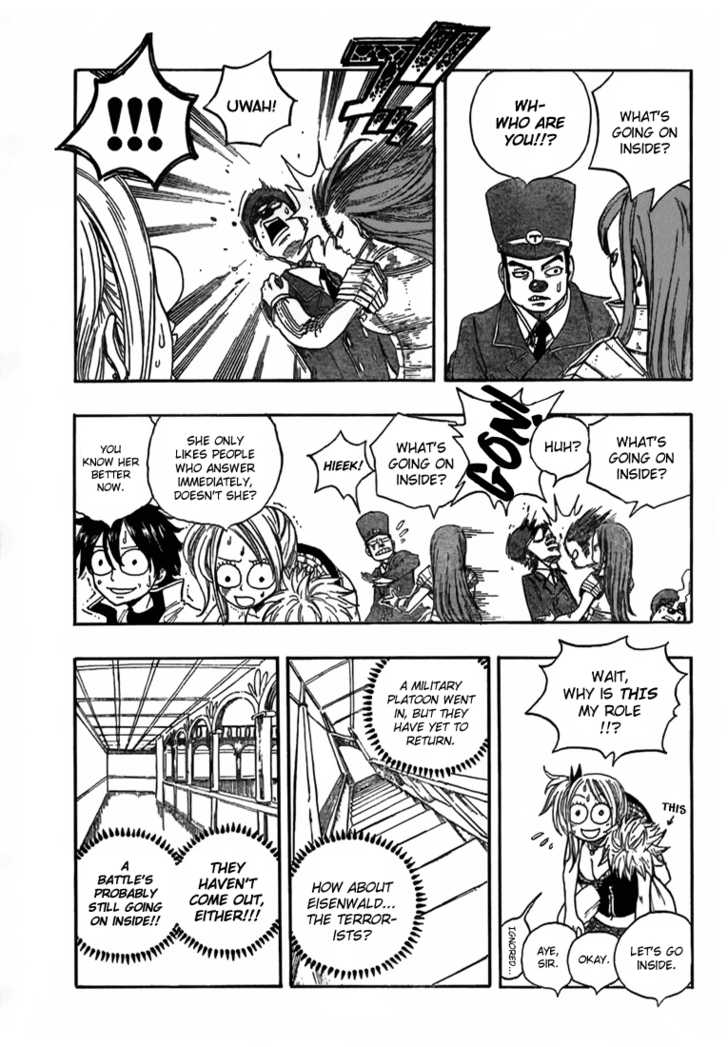 WHAT'S
GOING ON
INSIDE?
WH-
WHO ARE
YOU!!?
T
UWAH!
!!!
WHAT'S
GOING ON
INSIDE?
HUH?
GON!
WHAT'S
GOING ON
INSIDE?
HIEEK!
SHE ONLY
LIKES PEOPLE
WHO ANSWER
IMMEDIATELY,
DOESN'T SHE?
YOU
KNOW HER
BETTER
NOW.
WAIT,
WHY IS THIS
MY ROLE
!!?
THIS
LET'S GO
INSIDE.
OKAY.
AYE,
SIR.
IGNORED...
A MILITARY
PLATOON WENT
IN, BUT THEY
HAVE YET TO
RETURN.
HOW ABOUT
EISENWALD...
THE TERROR-
ISTS?
THEY
HAVEN'T
COME OUT,
EITHER!!!
A
BATTLE'S
PROBABLY
STILL GOING
ON INSIDE!!